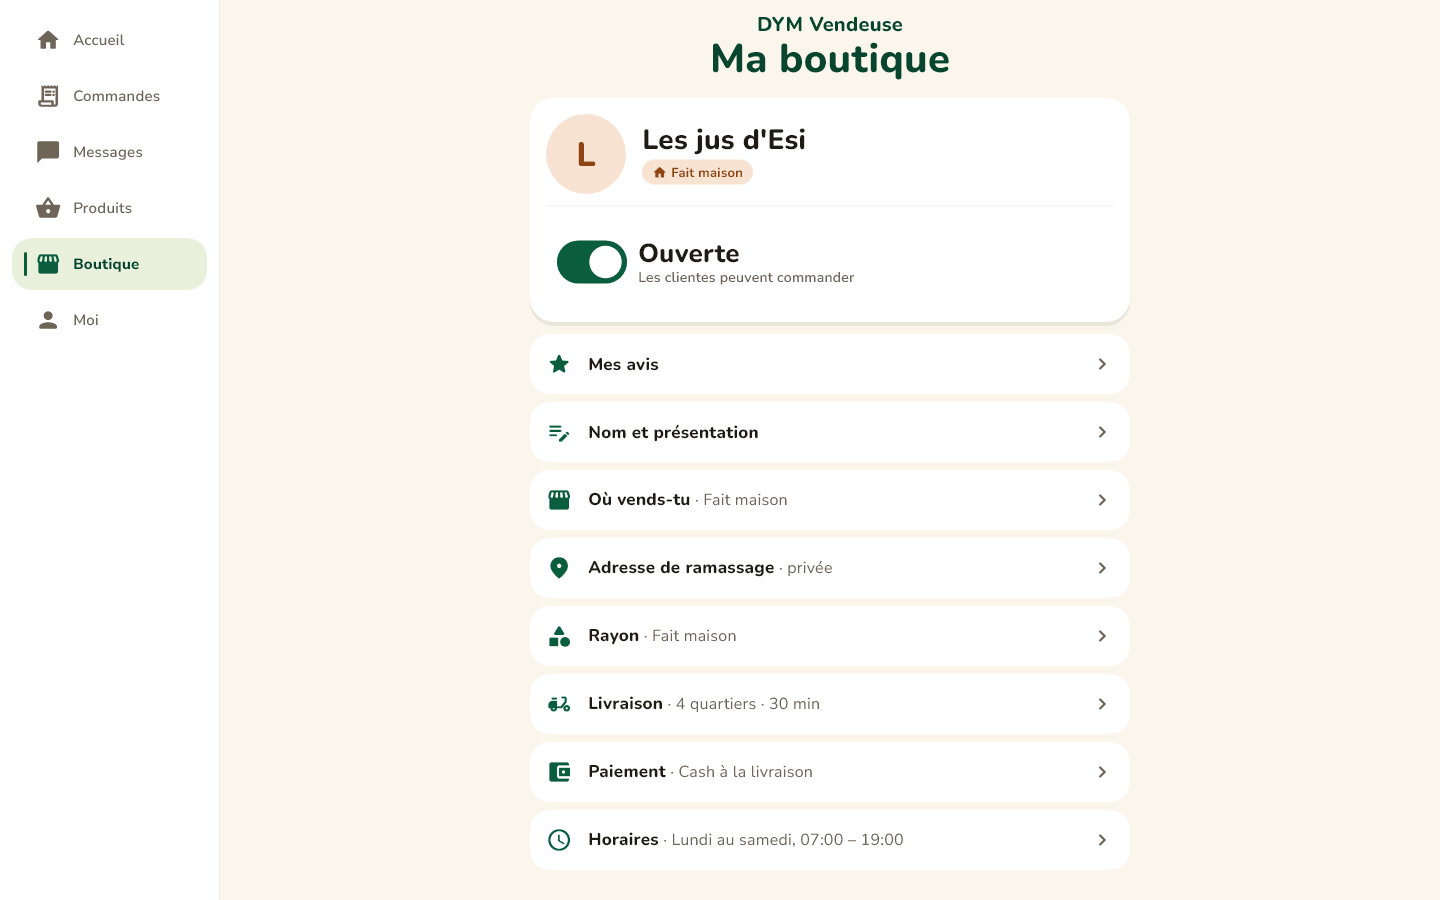 Accueil
Commandes
Messages
Produits
Boutique
Moi
DYM Vendeuse
Ma boutique
L
Les jus d'Esi
Fait maison
Ouverte
Les clientes peuvent commander
Mes avis
Nom et présentation
Où vends-tu · Fait maison
Adresse de ramassage · privée
Rayon · Fait maison
Livraison · 4 quartiers · 30 min
Paiement · Cash à la livraison
Horaires · Lundi au samedi, 07:00 – 19:00